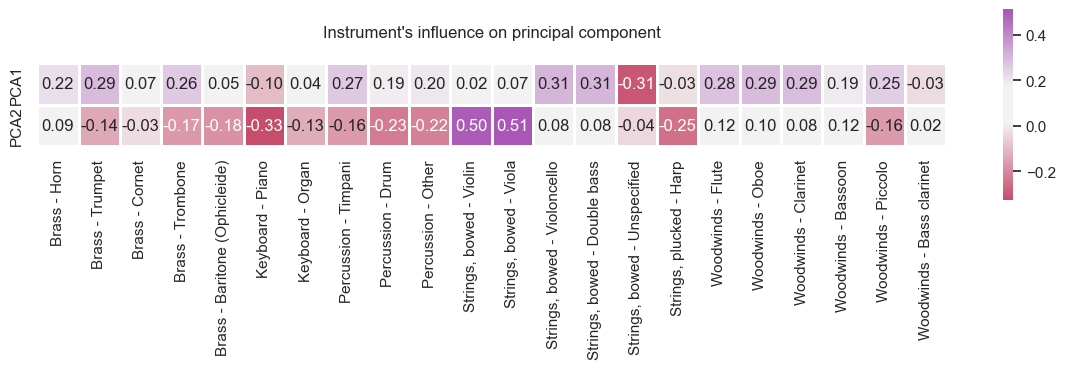 Instrument's influence on principal component
PCA1
0.22 0.29 0.07 0.26 0.05 -0.10 0.04 0.27 0.19 0.20 0.02 0.07 0.31 0.31 -0.31 -0.03 0.28 0.29 0.29 0.19 0.25 -0.03
PCA2
0.09 -0.14 -0.03 -0.17 -0.18 -0.33 -0.13 -0.16 -0.23 -0.22 0.50 0.51 0.08 0.08 -0.04 -0.25 0.12 0.10 0.08 0.12 -0.16 0.02
Brass - Horn
Brass - Trumpet
Brass - Cornet
Brass - Trombone
Brass - Baritone (Ophicleide)
Keyboard - Piano
Keyboard - Organ
Percussion - Timpani
Percussion - Drum
Percussion - Other
Strings, bowed - Violin
Strings, bowed - Viola
Strings, bowed - Violoncello
Strings, bowed - Double bass
Strings, bowed - Unspecified
Strings, plucked - Harp
Woodwinds - Flute
Woodwinds - Oboe
Woodwinds - Clarinet
Woodwinds - Bassoon
Woodwinds - Piccolo
Woodwinds - Bass clarinet
0.4
0.2
0.0
−0.2